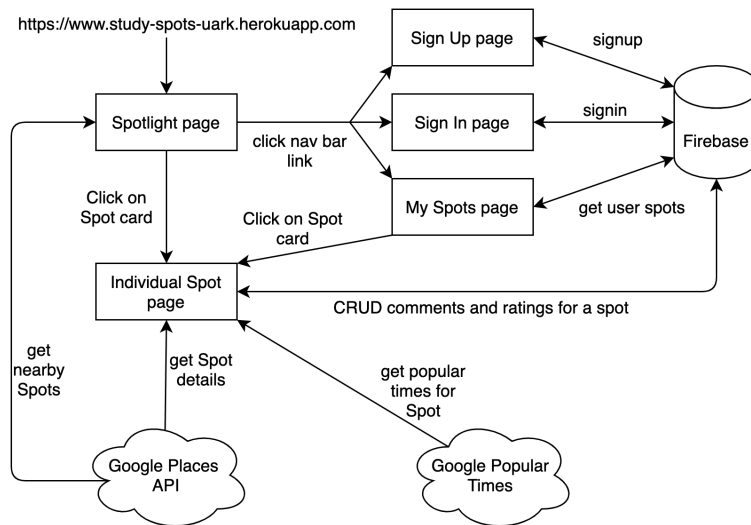 https://www.study-spots-uark.herokuapp.com
Sign Up page
signup
Spotlight page
click nav bar
link
Sign In page
signin
Firebase
Click on
Spot card
My Spots page
get user spots
Click on Spot
card
Individual Spot
page
CRUD comments and ratings for a spot
get
nearby
Spots
get Spot
details
get popular
times for
Spot
Google Places
API
Google Popular
Times